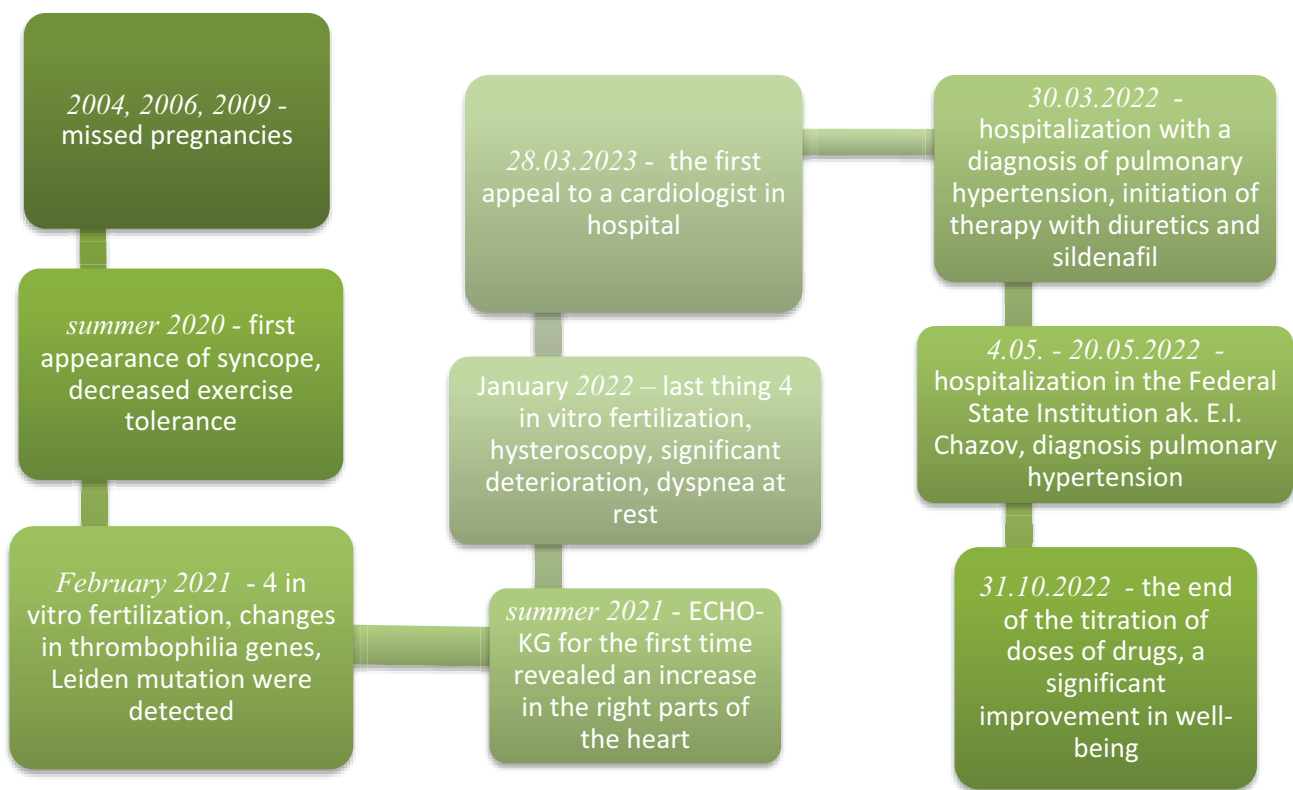 2004, 2006, 2009 -
missed pregnancies
summer 2020 - first
appearance of syncope,
decreased exercise
tolerance
February 2021 - 4 in
vitro fertilization, changes
in thrombophilia genes,
Leiden mutation were
detected
summer 2021 - ECHO-
KG for the first time
revealed an increase
in the right parts of
the heart
January 2022 – last thing 4
in vitro fertilization,
hysteroscopy, significant
deterioration, dyspnea at
rest
28.03.2023 - the first
appeal to a cardiologist in
hospital
30.03.2022 -
hospitalization with a
diagnosis of pulmonary
hypertension, initiation of
therapy with diuretics and
sildenafil
4.05. - 20.05.2022 -
hospitalization in the Federal
State Institution ak. E.I.
Chazov, diagnosis pulmonary
hypertension
31.10.2022 - the end
of the titration of
doses of drugs, a
significant
improvement in well-
being